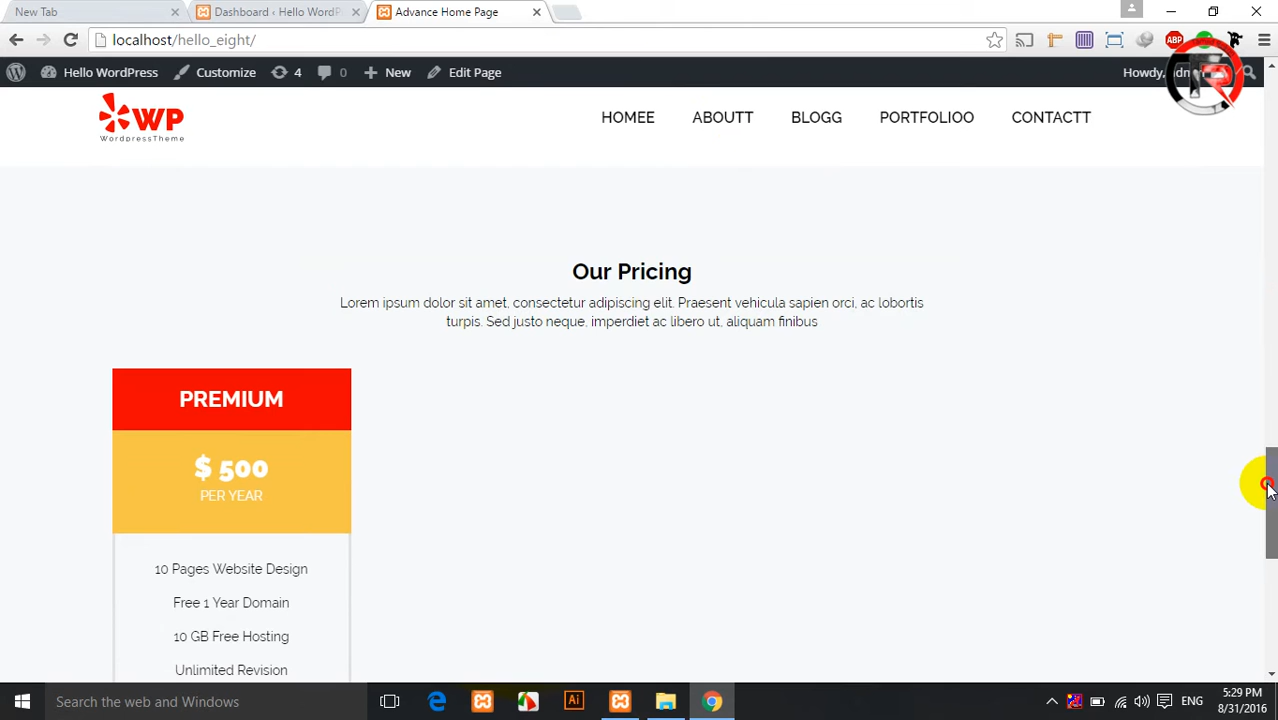 New Tab
Dashboard ‹ Hello WordP
Advance Home Page
localhost/hello_eight/
ABP
Hello WordPress
Customize
4
0
New
Edit Page
Howdy, admin
WP
WordpressTheme
HOMEE
ABOUTT
BLOGG
PORTFOLIOO
CONTACTT
Our Pricing
Lorem ipsum dolor sit amet, consectetur adipiscing elit. Praesent vehicula sapien orci, ac lobortis
turpis. Sed justo neque, imperdiet ac libero ut, aliquam finibus
PREMIUM
$ 500
PER YEAR
10 Pages Website Design
Free 1 Year Domain
10 GB Free Hosting
Unlimited Revision
Search the web and Windows
Ai
ENG
5:29 PM
8/31/2016